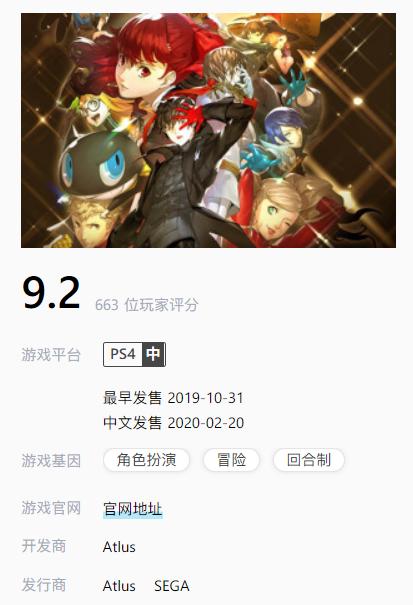 9.2 663 位玩家评分
游戏平台 PS4 中
最早发售 2019-10-31
中文发售 2020-02-20
游戏基因 角色扮演 冒险 回合制
游戏官网 官网地址
开发商 Atlus
发行商 Atlus SEGA